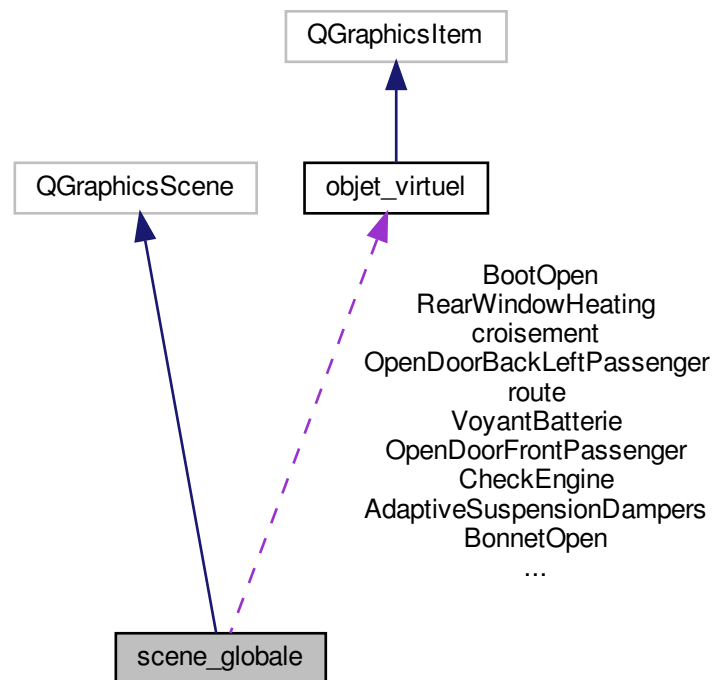 QGraphicsItem
QGraphicsScene
objet_virtuel
BootOpen
RearWindowHeating
croisement
OpenDoorBackLeftPassenger
route
VoyantBatterie
OpenDoorFrontPassenger
CheckEngine
AdaptiveSuspensionDampers
BonnetOpen
...
scene_globale